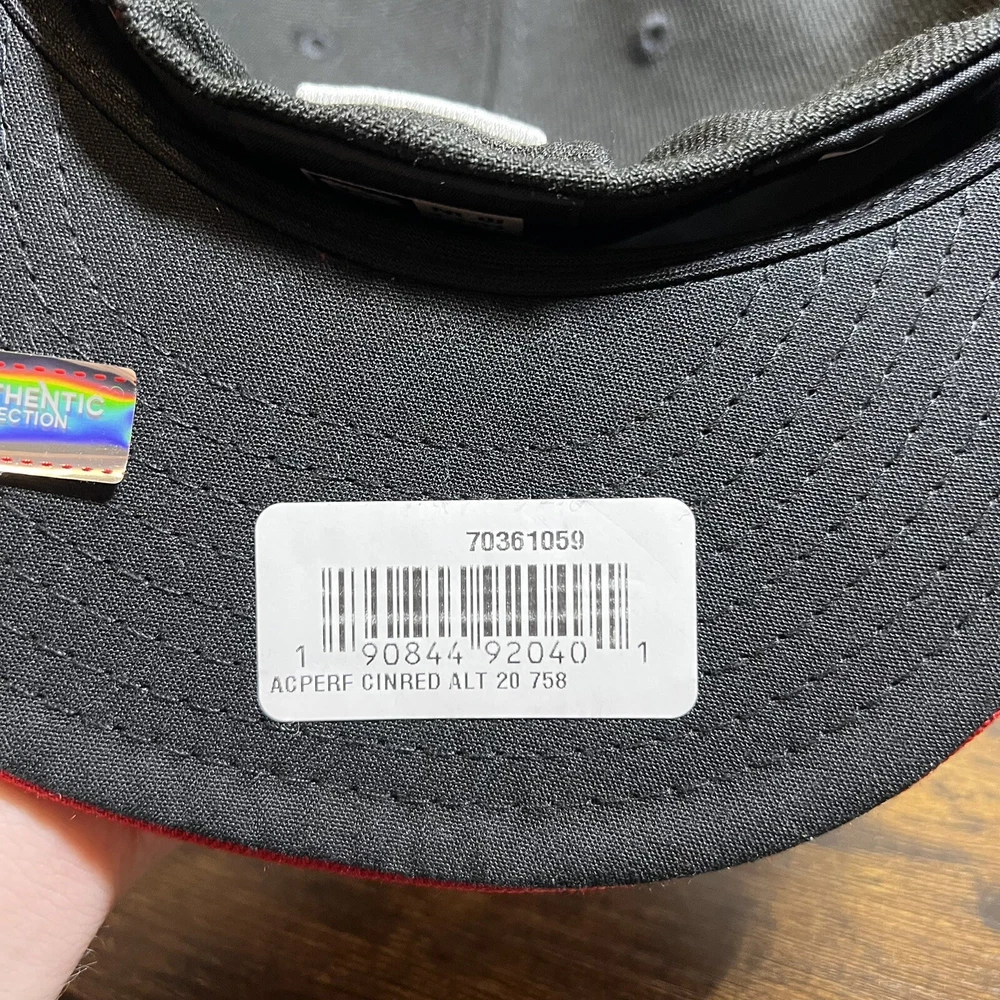 THENTIC
ECTION
70361059
1 90844 92040 1
ACPERF CINRED ALT 20 758